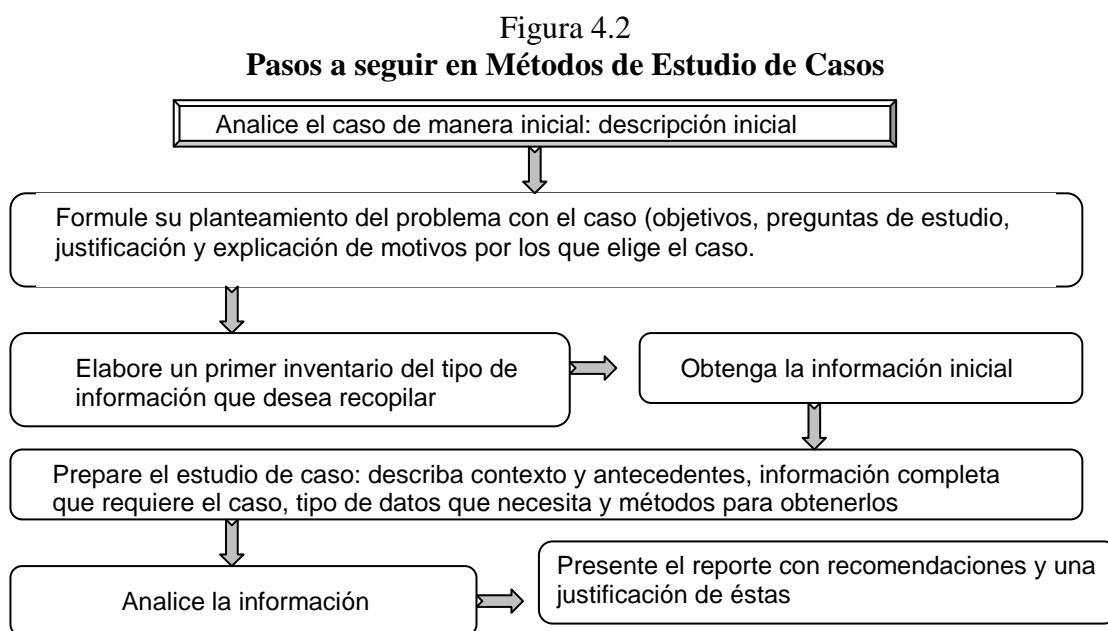 Figura 4.2
Pasos a seguir en Métodos de Estudio de Casos
Analice el caso de manera inicial: descripción inicial
Formule su planteamiento del problema con el caso (objetivos, preguntas de estudio,
justificación y explicación de motivos por los que elige el caso.
Elabore un primer inventario del tipo de
información que desea recopilar
Obtenga la información inicial
Prepare el estudio de caso: describa contexto y antecedentes, información completa
que requiere el caso, tipo de datos que necesita y métodos para obtenerlos
Analice la información
Presente el reporte con recomendaciones y una
justificación de éstas